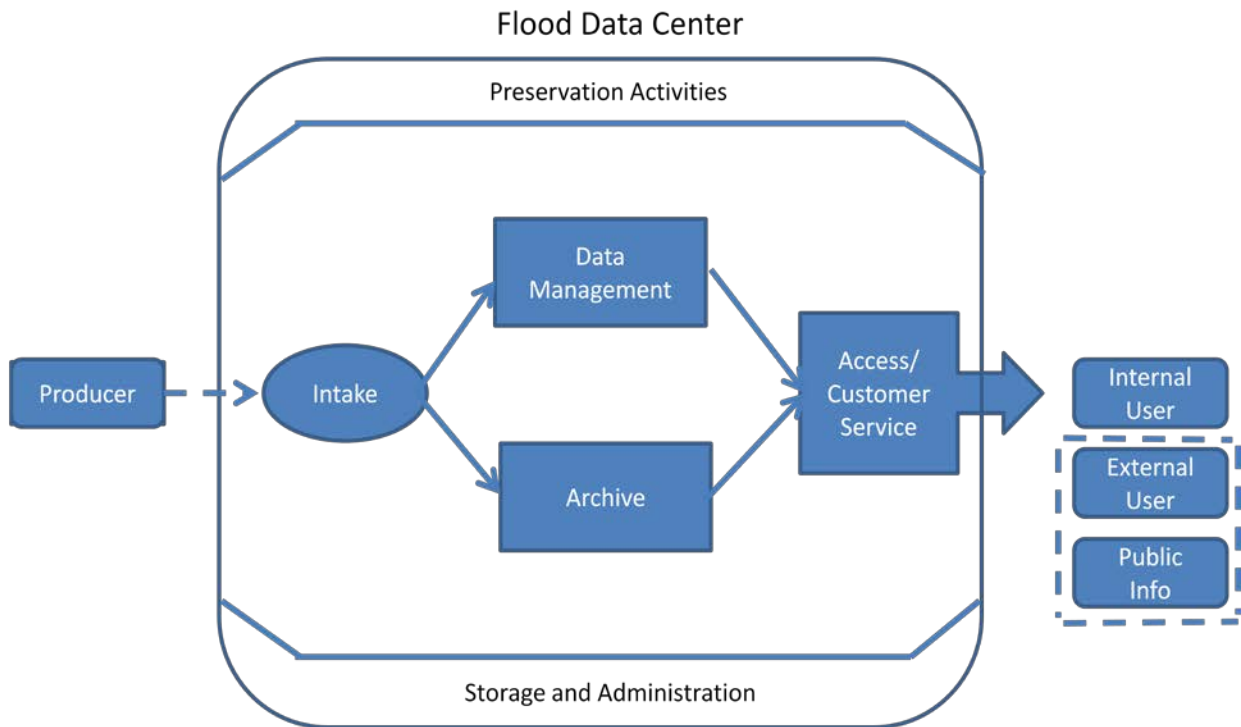 Flood Data Center
Preservation Activities
Data
Management
Producer
Intake
Access/
Customer
Service
Archive
Internal
User
External
User
Public
Info
Storage and Administration